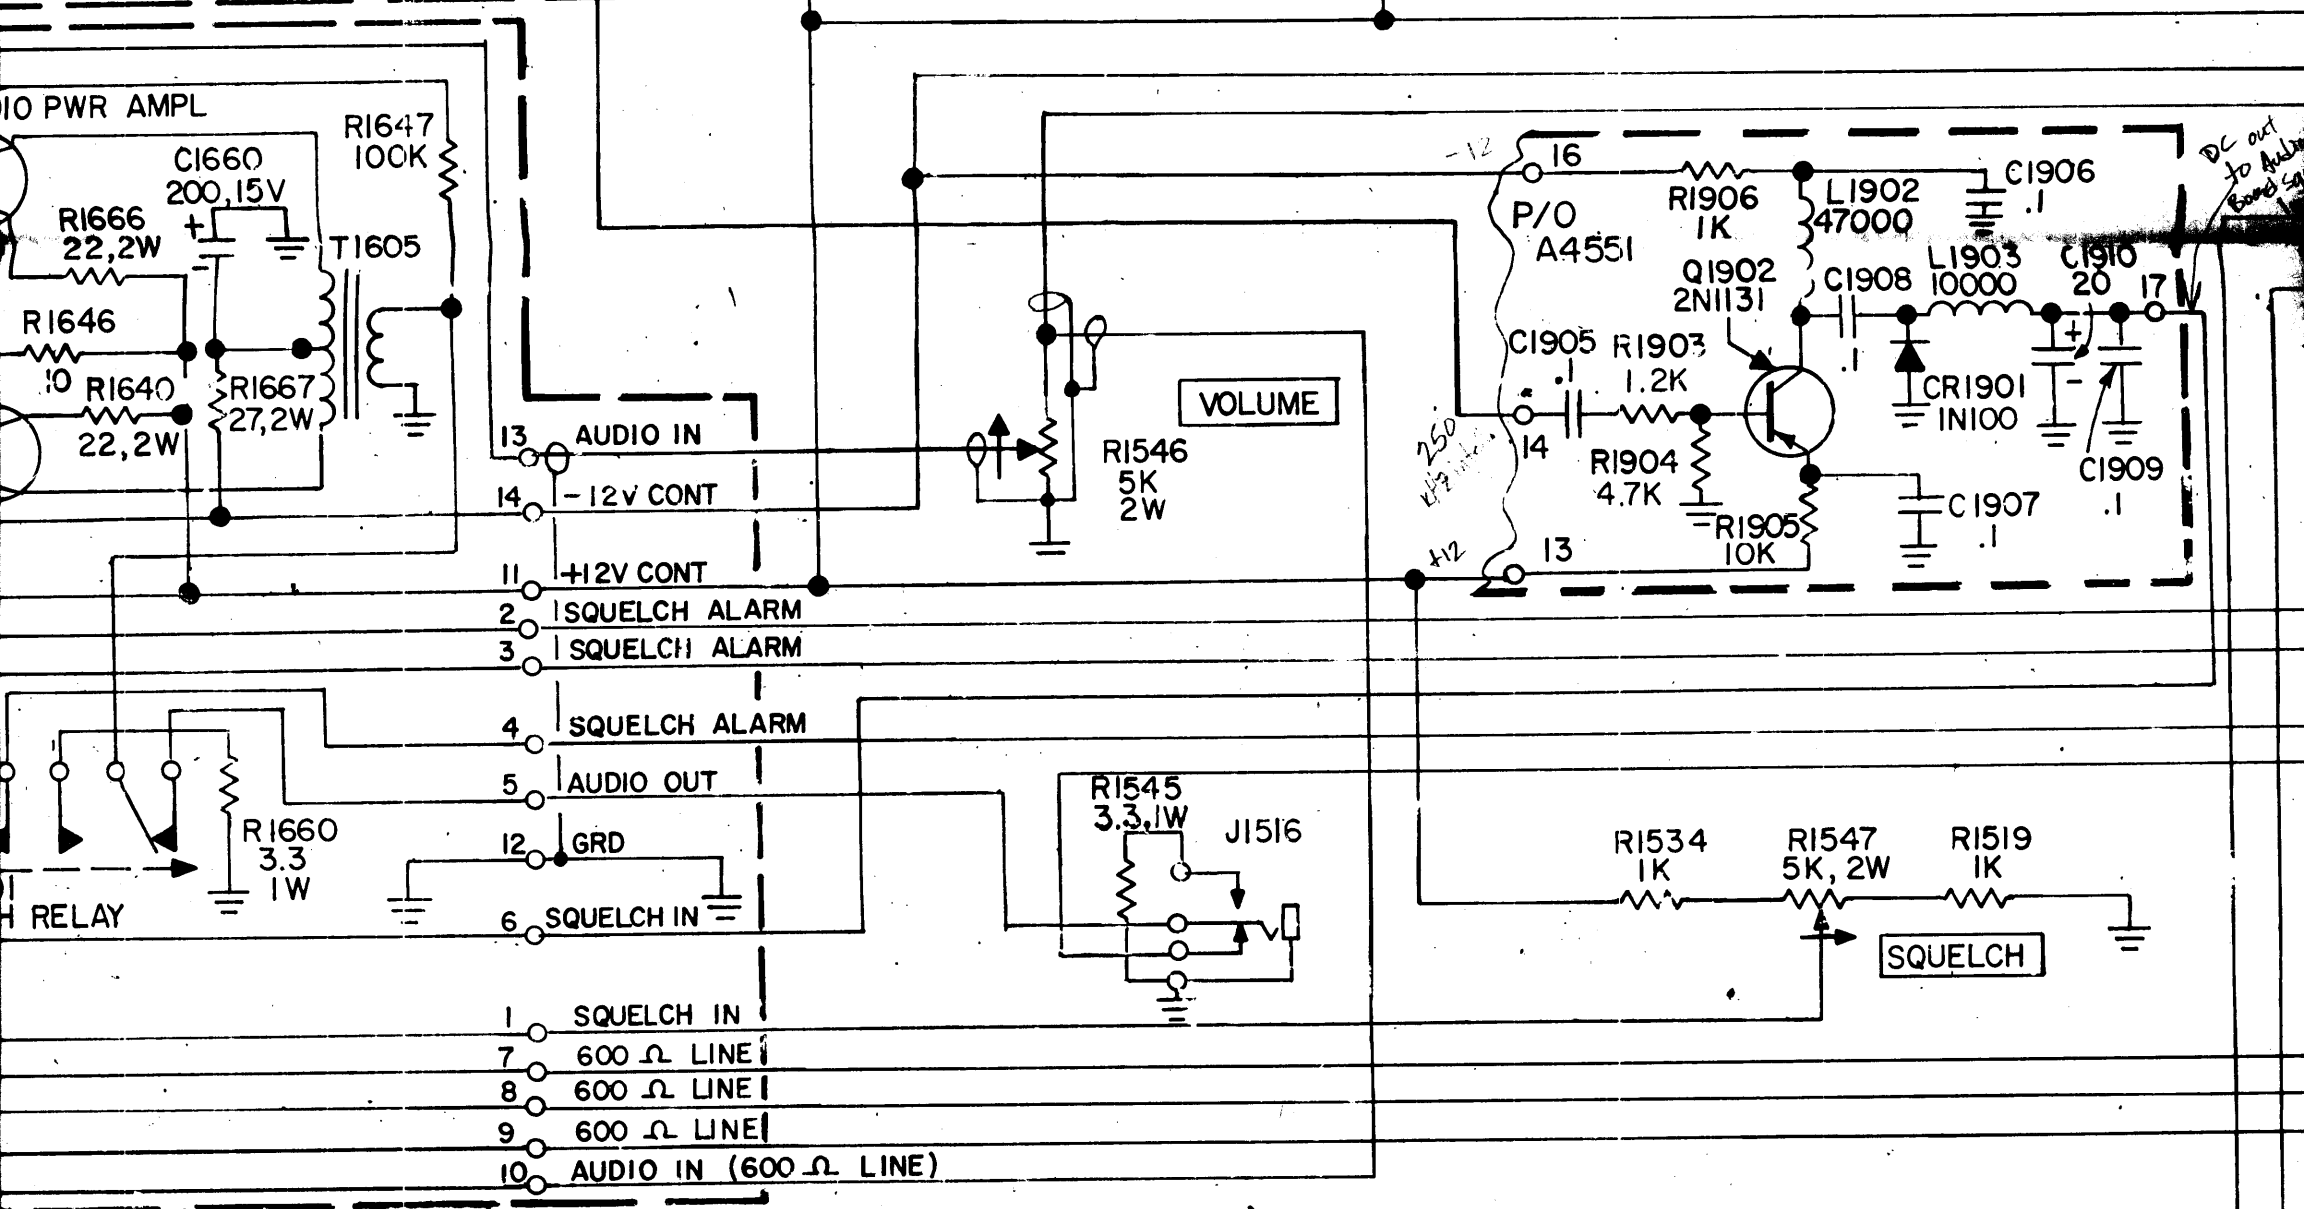 IO PWR AMPL
R1647
100K
C1660
200,15V
+
-
R1666
22,2W
T1605
R1646
10
R1640
22,2W
R1667
27,2W
13
AUDIO IN
14
-12V CONT
11
+12V CONT
2
SQUELCH ALARM
3
SQUELCH ALARM
4
SQUELCH ALARM
5
AUDIO OUT
12
GRD
6
SQUELCH IN
1
SQUELCH IN
7
600 Ω LINE
8
600 Ω LINE
9
600 Ω LINE
10
AUDIO IN (600 Ω LINE)
R1660
3.3
1W
H RELAY
VOLUME
R1546
5K
2W
R1545
3.3,1W
J1516
-12
16
P/O
A4551
R1906
1K
L1902
47000
C1906
.1
DC out
to Audio
Q1902
2N1131
C1908
.1
L1903
10000
C1910
20
17
+
-
C1905
.1
R1903
1.2K
CR1901
IN100
250
14
R1904
4.7K
C1909
.1
R1905
10K
C1907
.1
+12
13
R1534
1K
R1547
5K, 2W
R1519
1K
SQUELCH